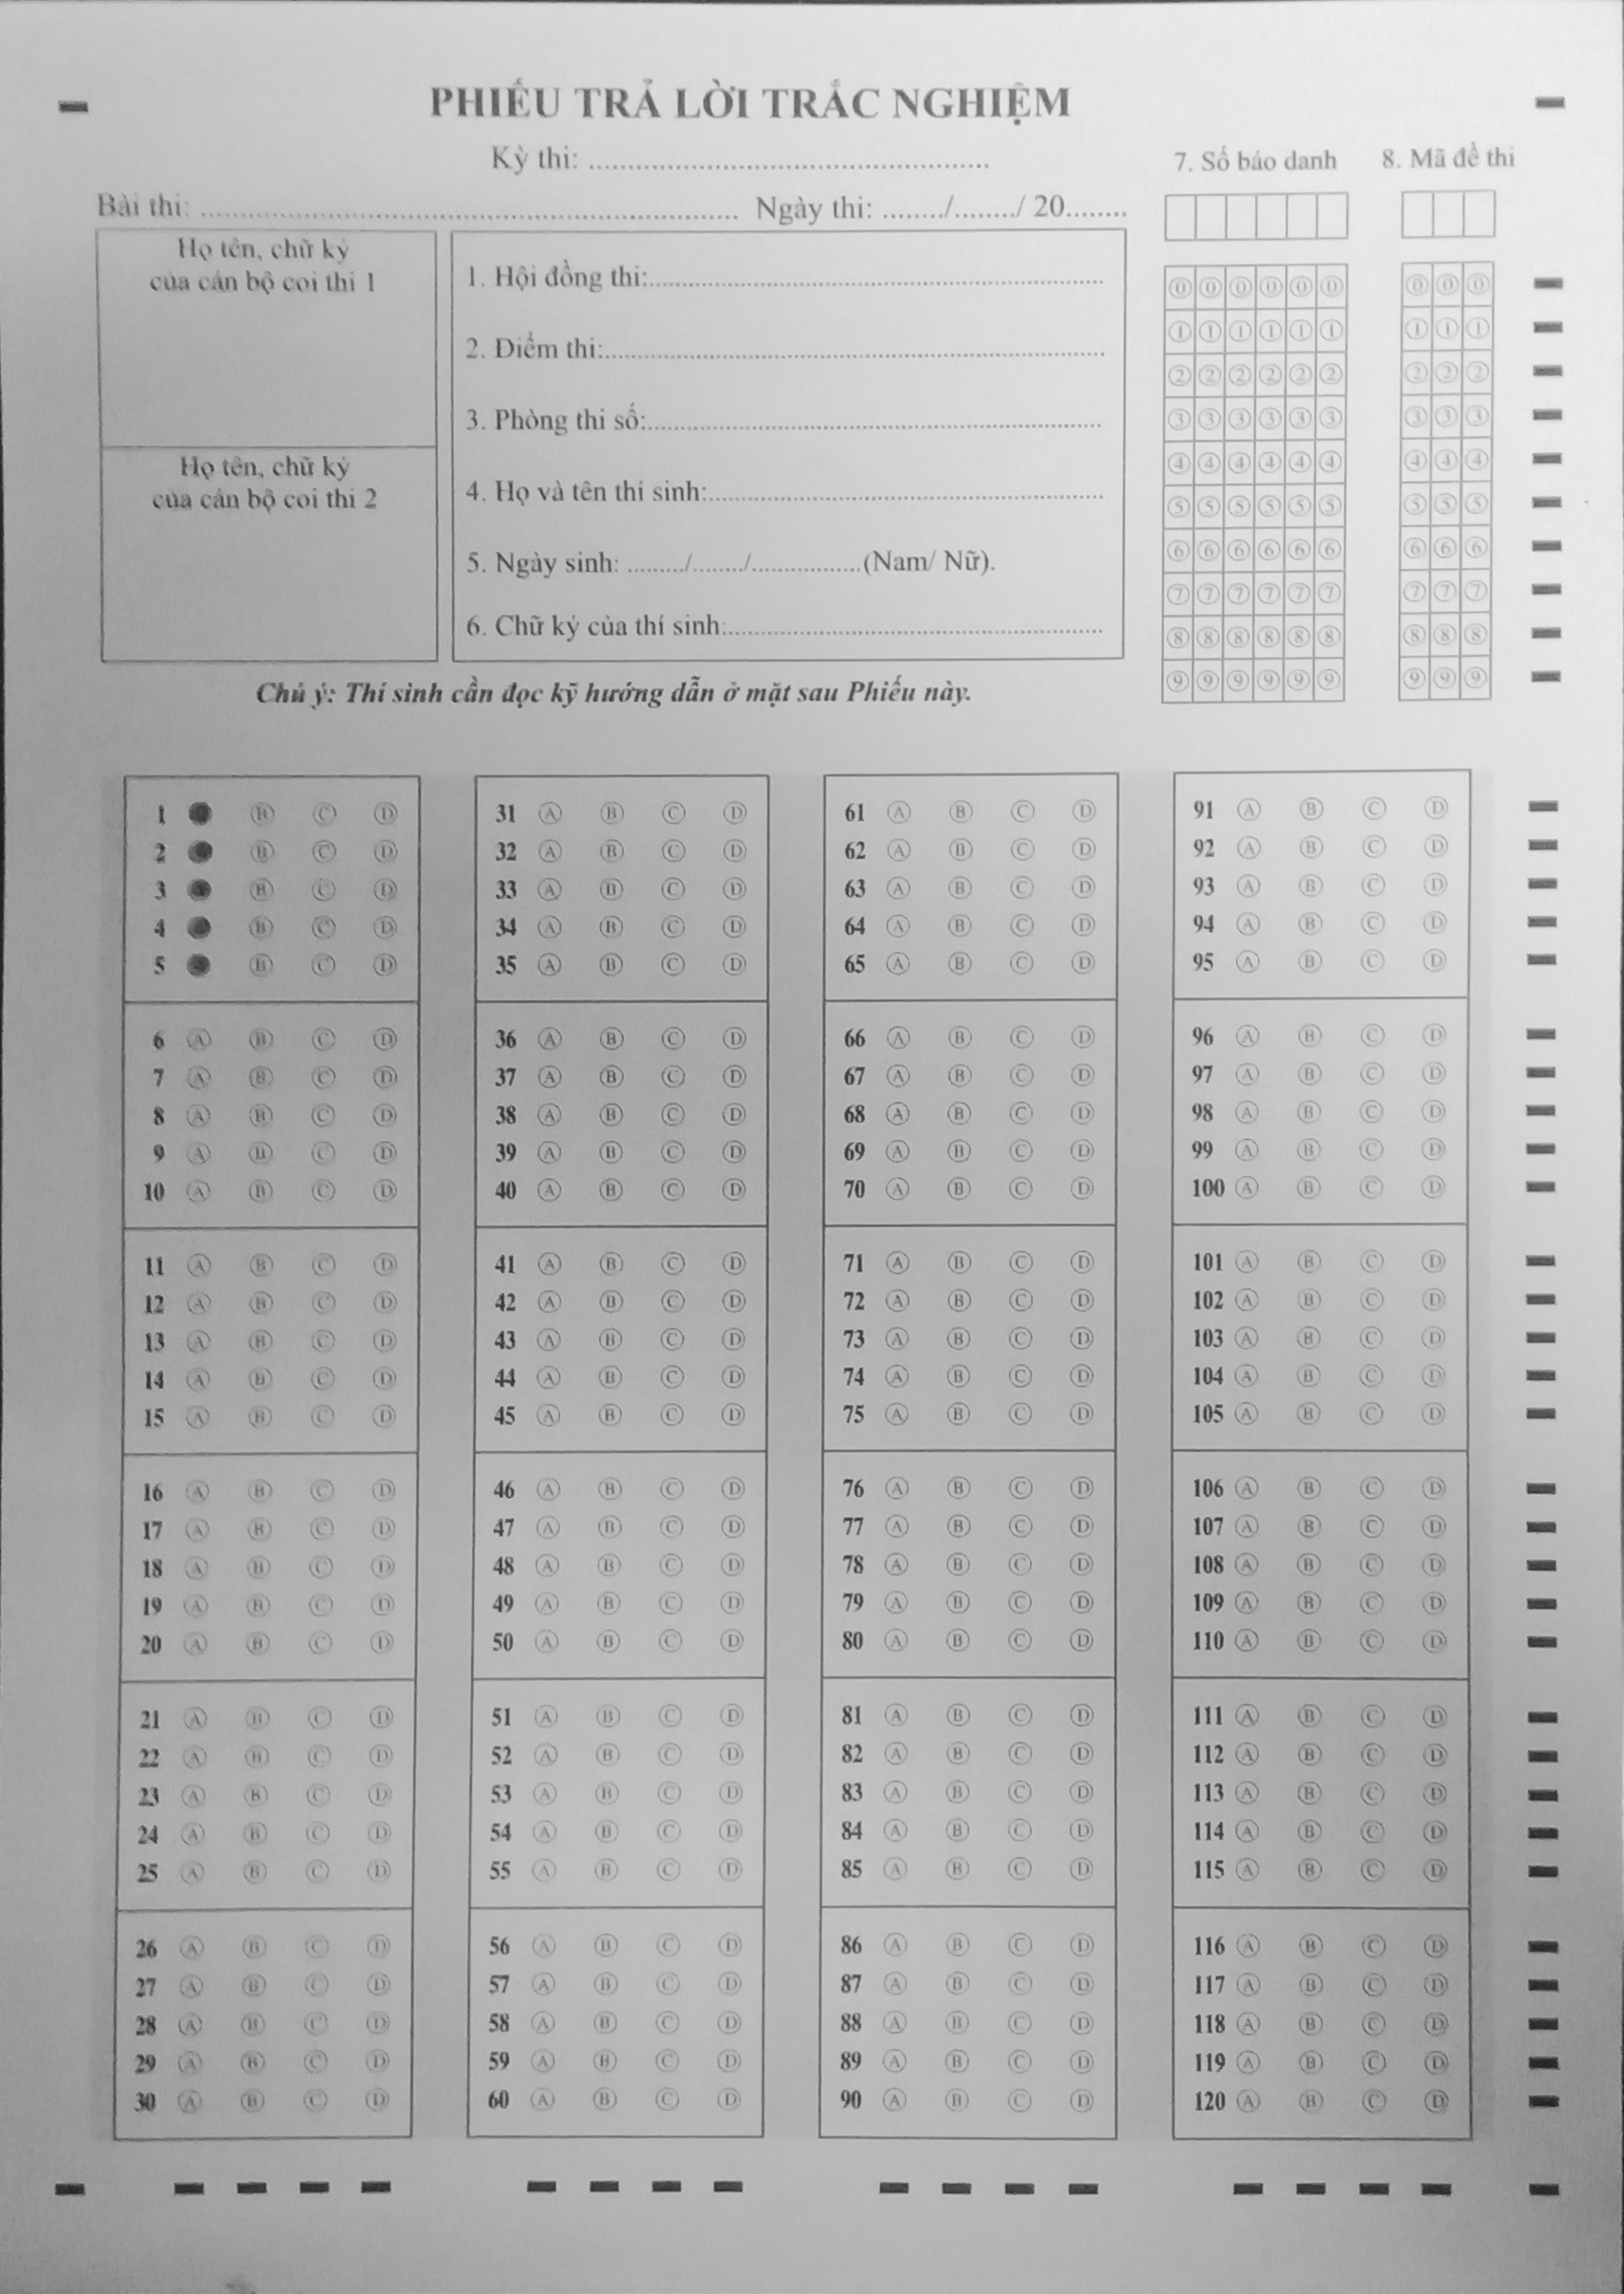 PHIẾU TRẢ LỜI TRẮC NGHIỆM
Kỳ thi: ..................................................
7. Số báo danh
8. Mã đề thi
Bài thi: .................................................................... Ngày thi: ......../......../ 20........
Họ tên, chữ ký
của cán bộ coi thi 1
Họ tên, chữ ký
của cán bộ coi thi 2
1. Hội đồng thi:..........................................................
2. Điểm thi:................................................................
3. Phòng thi số:..........................................................
4. Họ và tên thí sinh:..................................................
5. Ngày sinh: ........./......../.................(Nam/ Nữ).
6. Chữ ký của thí sinh:................................................
0 0 0 0 0 0 0 0 0
1 1 1 1 1 1 1 1 1
2 2 2 2 2 2 2 2 2
3 3 3 3 3 3 3 3 3
4 4 4 4 4 4 4 4 4
5 5 5 5 5 5 5 5 5
6 6 6 6 6 6 6 6 6
7 7 7 7 7 7 7 7 7
8 8 8 8 8 8 8 8 8
9 9 9 9 9 9 9 9 9
Chú ý: Thí sinh cần đọc kỹ hướng dẫn ở mặt sau Phiếu này.
1 B C D
2 B C D
3 B C D
4 B C D
5 B C D
6 A B C D
7 A B C D
8 A B C D
9 A B C D
10 A B C D
11 A B C D
12 A B C D
13 A B C D
14 A B C D
15 A B C D
16 A B C D
17 A B C D
18 A B C D
19 A B C D
20 A B C D
21 A B C D
22 A B C D
23 A B C D
24 A B C D
25 A B C D
26 A B C D
27 A B C D
28 A B C D
29 A B C D
30 A B C D
31 A B C D
32 A B C D
33 A B C D
34 A B C D
35 A B C D
36 A B C D
37 A B C D
38 A B C D
39 A B C D
40 A B C D
41 A B C D
42 A B C D
43 A B C D
44 A B C D
45 A B C D
46 A B C D
47 A B C D
48 A B C D
49 A B C D
50 A B C D
51 A B C D
52 A B C D
53 A B C D
54 A B C D
55 A B C D
56 A B C D
57 A B C D
58 A B C D
59 A B C D
60 A B C D
61 A B C D
62 A B C D
63 A B C D
64 A B C D
65 A B C D
66 A B C D
67 A B C D
68 A B C D
69 A B C D
70 A B C D
71 A B C D
72 A B C D
73 A B C D
74 A B C D
75 A B C D
76 A B C D
77 A B C D
78 A B C D
79 A B C D
80 A B C D
81 A B C D
82 A B C D
83 A B C D
84 A B C D
85 A B C D
86 A B C D
87 A B C D
88 A B C D
89 A B C D
90 A B C D
91 A B C D
92 A B C D
93 A B C D
94 A B C D
95 A B C D
96 A B C D
97 A B C D
98 A B C D
99 A B C D
100 A B C D
101 A B C D
102 A B C D
103 A B C D
104 A B C D
105 A B C D
106 A B C D
107 A B C D
108 A B C D
109 A B C D
110 A B C D
111 A B C D
112 A B C D
113 A B C D
114 A B C D
115 A B C D
116 A B C D
117 A B C D
118 A B C D
119 A B C D
120 A B C D